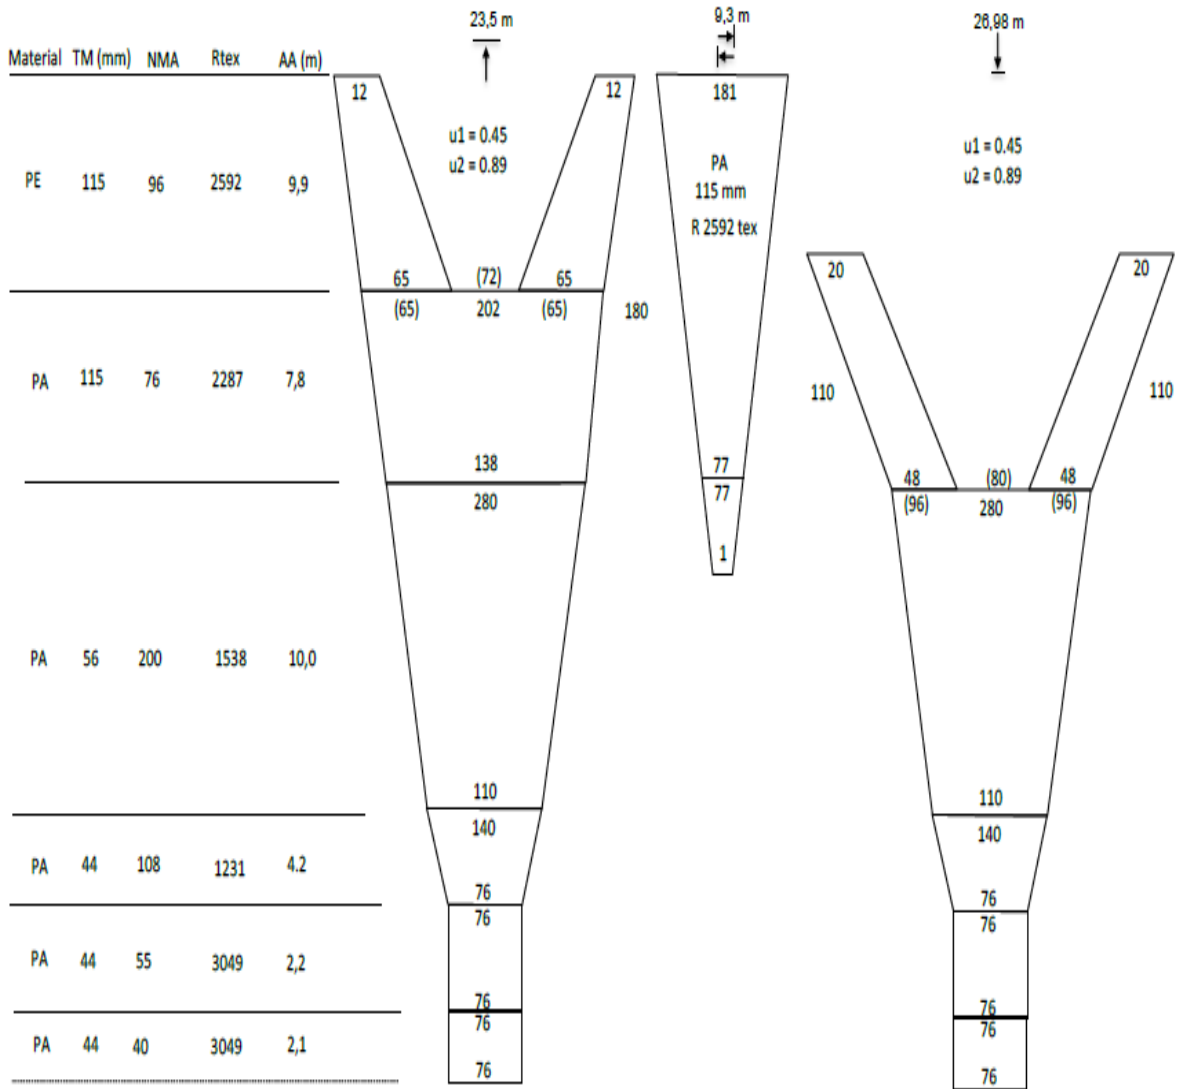 23,5 m
9,3 m
26,98 m
Material TM (mm) NMA Rtex AA (m)
12 12 181
u1 = 0.45
u2 = 0.89
u1 = 0.45
u2 = 0.89
PA
115 mm
R 2592 tex
PE 115 96 2592 9,9
20 20
65 (72) 65
(65) 202 (65) 180
PA 115 76 2287 7,8
110 110
138 77 48 (80) 48
280 77 (96) 280 (96)
1
PA 56 200 1538 10,0
110 110
140 140
PA 44 108 1231 4.2
76 76
76 76
PA 44 55 3049 2,2
76 76
76 76
PA 44 40 3049 2,1
76 76